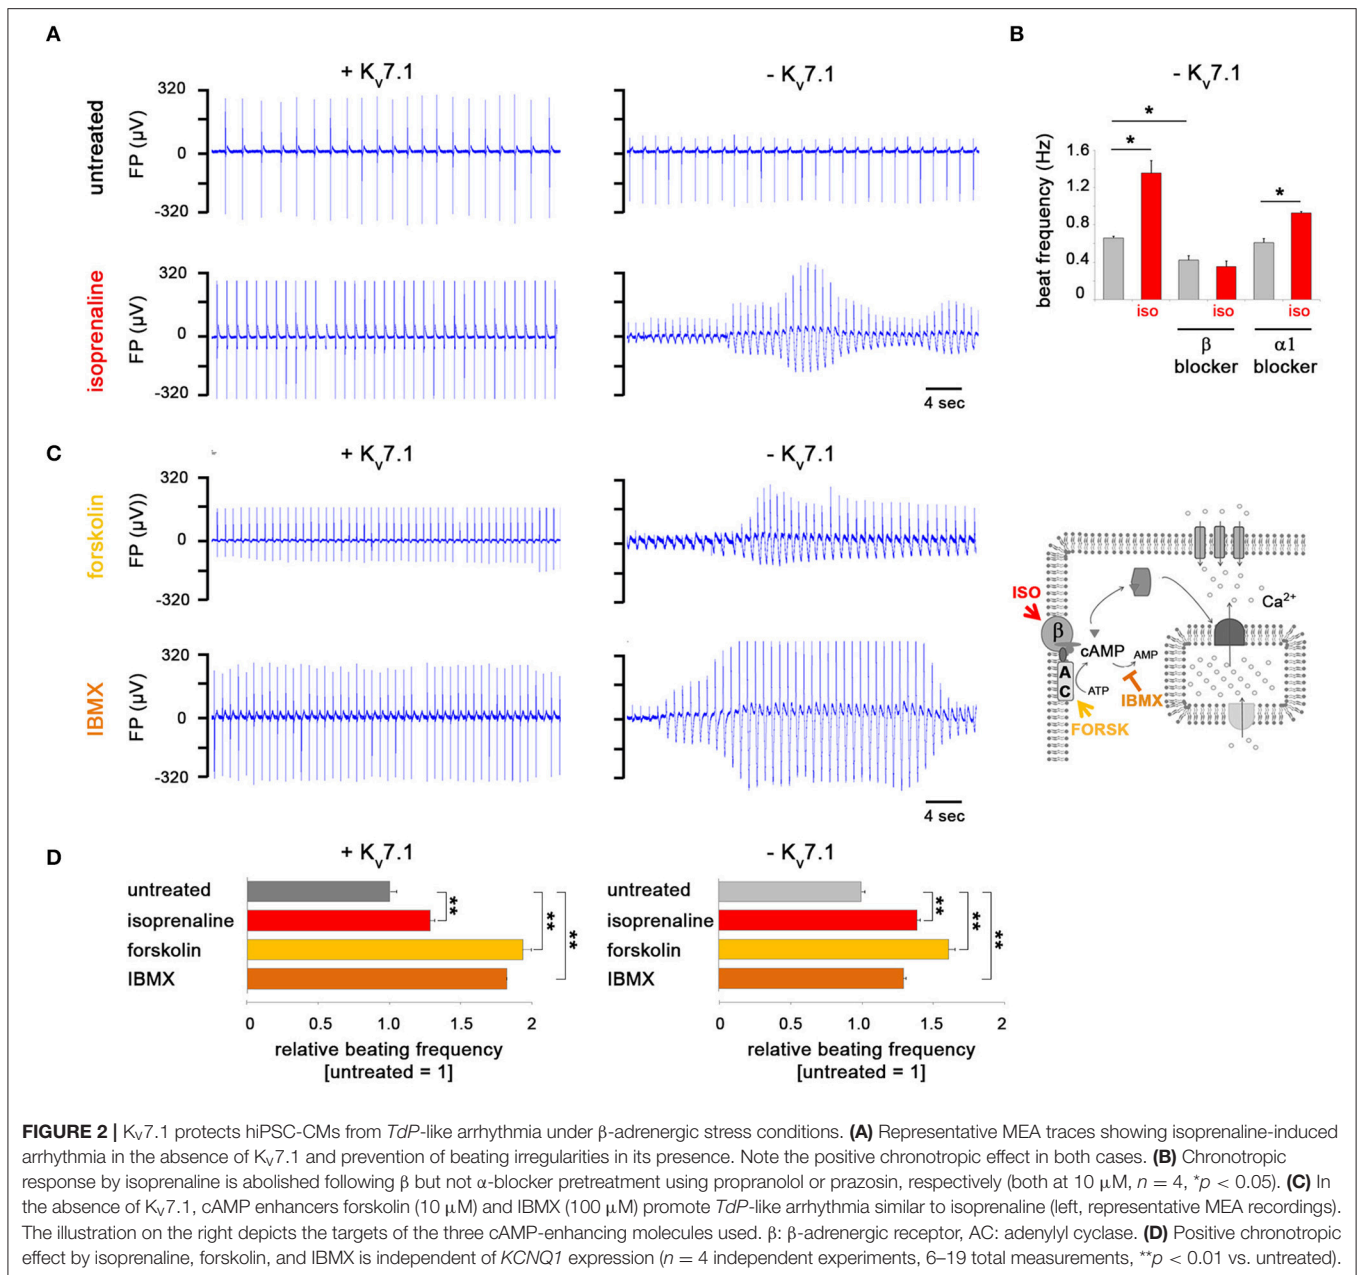 A
+ Kv7.1
- Kv7.1
untreated
FP (µV)
320
0
-320
isoprenaline
FP (µV)
320
0
-320
4 sec
B
- Kv7.1
beat frequency (Hz)
1.6
1.2
0.8
0.4
0
*
*
*
iso
iso
iso
β
blocker
α1
blocker
C
+ Kv7.1
- Kv7.1
forskolin
FP (µV))
320
0
-320
IBMX
FP (µV)
320
0
-320
4 sec
ISO
β
cAMP
AMP
A
C
ATP
IBMX
FORSK
Ca2+
D
+ Kv7.1
untreated
isoprenaline
forskolin
IBMX
**
**
**
0 0.5 1.0 1.5 2
relative beating frequency
[untreated = 1]
- Kv7.1
untreated
isoprenaline
forskolin
IBMX
**
**
**
0 0.5 1.0 1.5 2
relative beating frequency
[untreated = 1]
FIGURE 2 | KV7.1 protects hiPSC-CMs from TdP-like arrhythmia under β-adrenergic stress conditions. (A) Representative MEA traces showing isoprenaline-induced
arrhythmia in the absence of KV7.1 and prevention of beating irregularities in its presence. Note the positive chronotropic effect in both cases. (B) Chronotropic
response by isoprenaline is abolished following β but not α-blocker pretreatment using propranolol or prazosin, respectively (both at 10 µM, n = 4, *p < 0.05). (C) In
the absence of KV7.1, cAMP enhancers forskolin (10 µM) and IBMX (100 µM) promote TdP-like arrhythmia similar to isoprenaline (left, representative MEA recordings).
The illustration on the right depicts the targets of the three cAMP-enhancing molecules used. β: β-adrenergic receptor, AC: adenylyl cyclase. (D) Positive chronotropic
effect by isoprenaline, forskolin, and IBMX is independent of KCNQ1 expression (n = 4 independent experiments, 6–19 total measurements, **p < 0.01 vs. untreated).